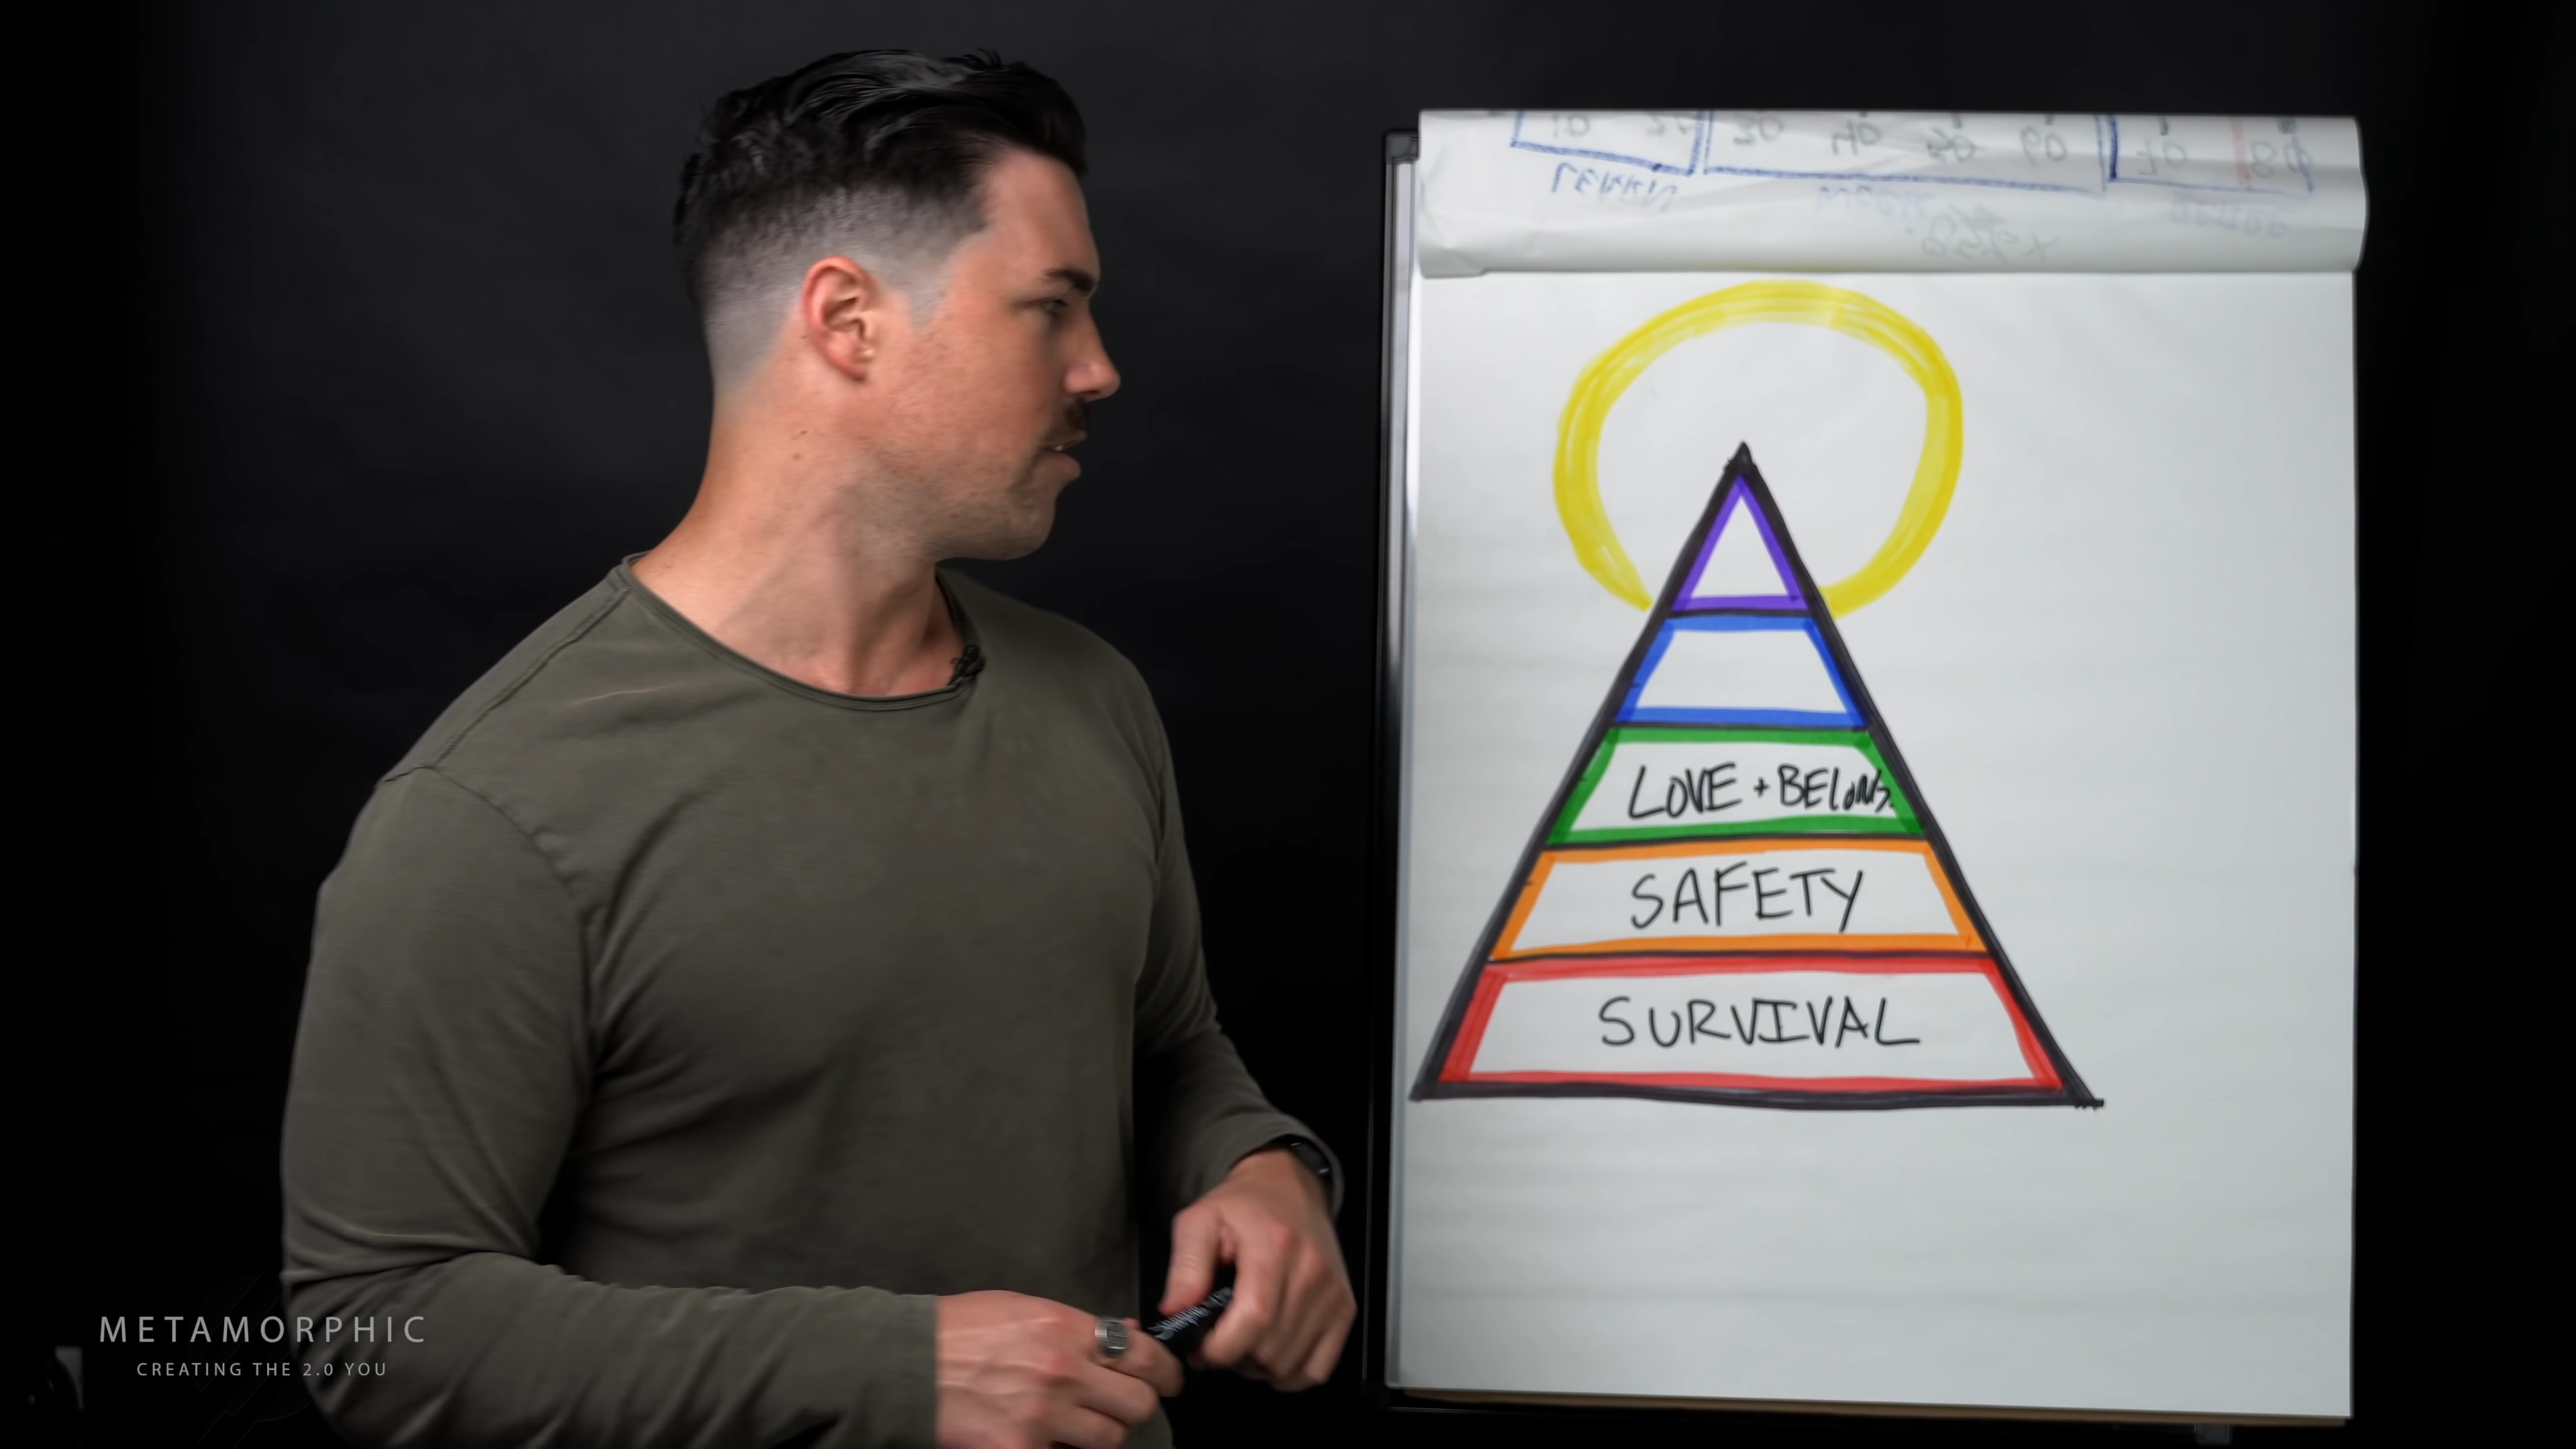 LOVE + BELONG.
SAFETY
SURVIVAL
METAMORPHIC
CREATING THE 2.0 YOU